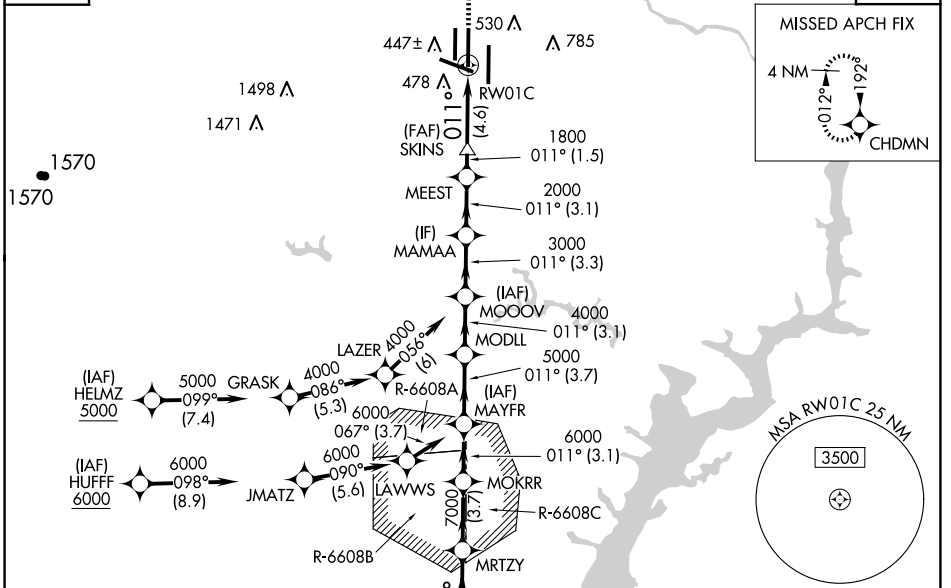 530
447±
785
478
RW01C
1498
1471
011°
(4.6)
(FAF)
SKINS
1800
011° (1.5)
1570
1570
MEEST
2000
011° (3.1)
(IF)
MAMAA
3000
011° (3.3)
(IAF)
MOOOV
4000
011° (3.1)
MODLL
LAZER
4000
056°
(6)
5000
011° (3.7)
(IAF)
HELMZ
5000
5000
099°
(7.4)
GRASK
4000
086°
(5.3)
R-6608A
(IAF)
MAYFR
6000
067° (3.7)
6000
011° (3.1)
(IAF)
HUFFF
6000
6000
098°
(8.9)
JMATZ
6000
090°
(5.6)
LAWWS
MOKRR
7000
(3.7)
R-6608C
R-6608B
MRTZY
MISSED APCH FIX
4 NM
012°
192°
CHDMN
MSA RW01C 25 NM
3500